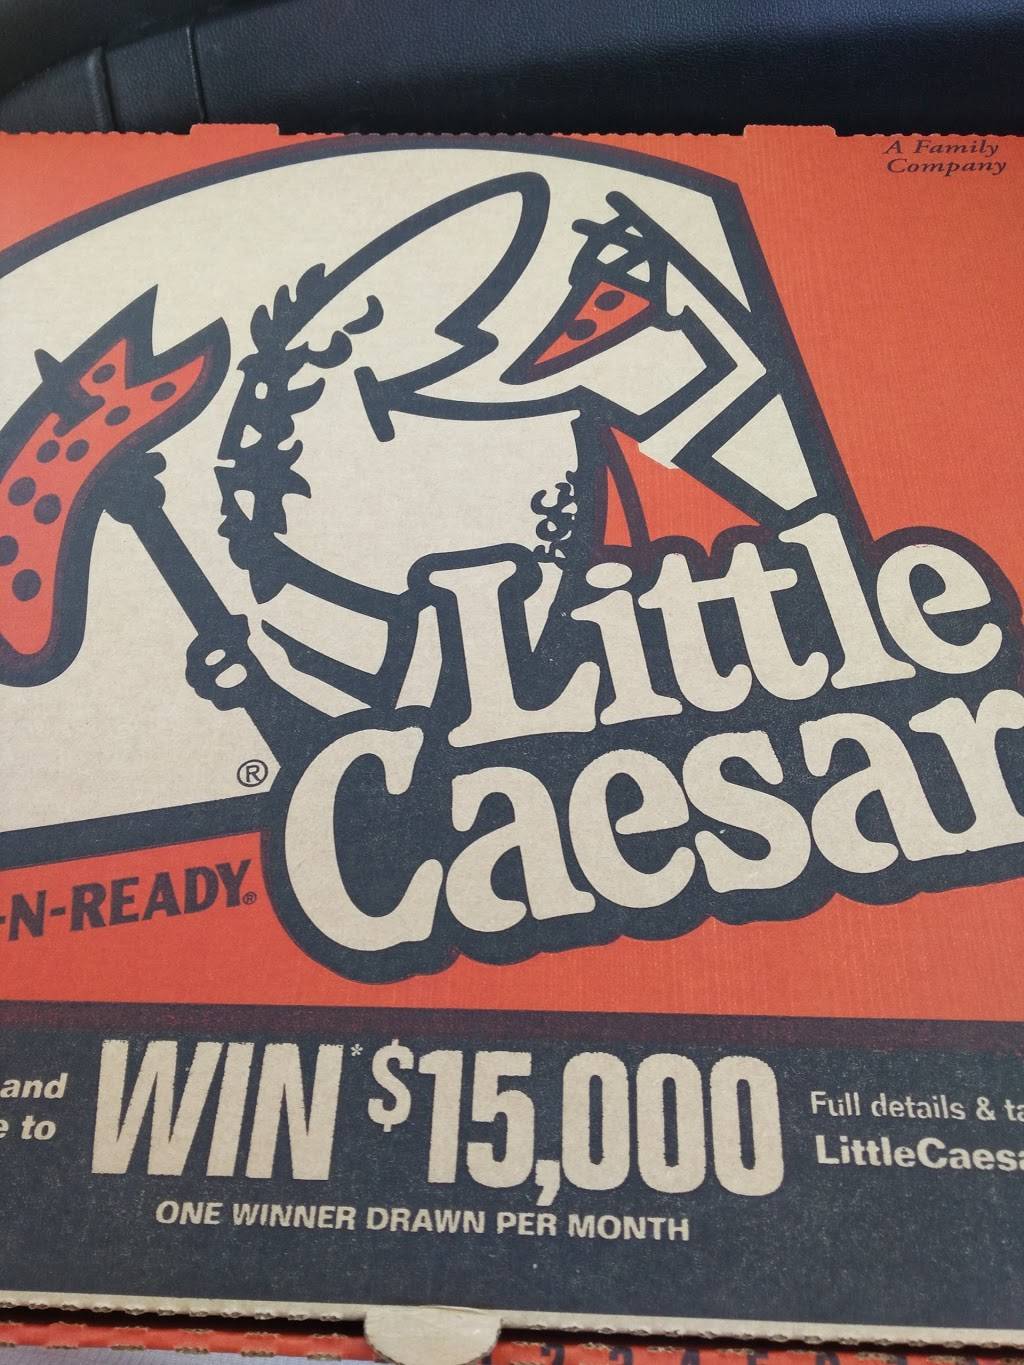 A Family
Company
Little
Caesar
®
-N-READY®
and
e to
WIN* $15,000
Full details & ta
LittleCaesa
ONE WINNER DRAWN PER MONTH